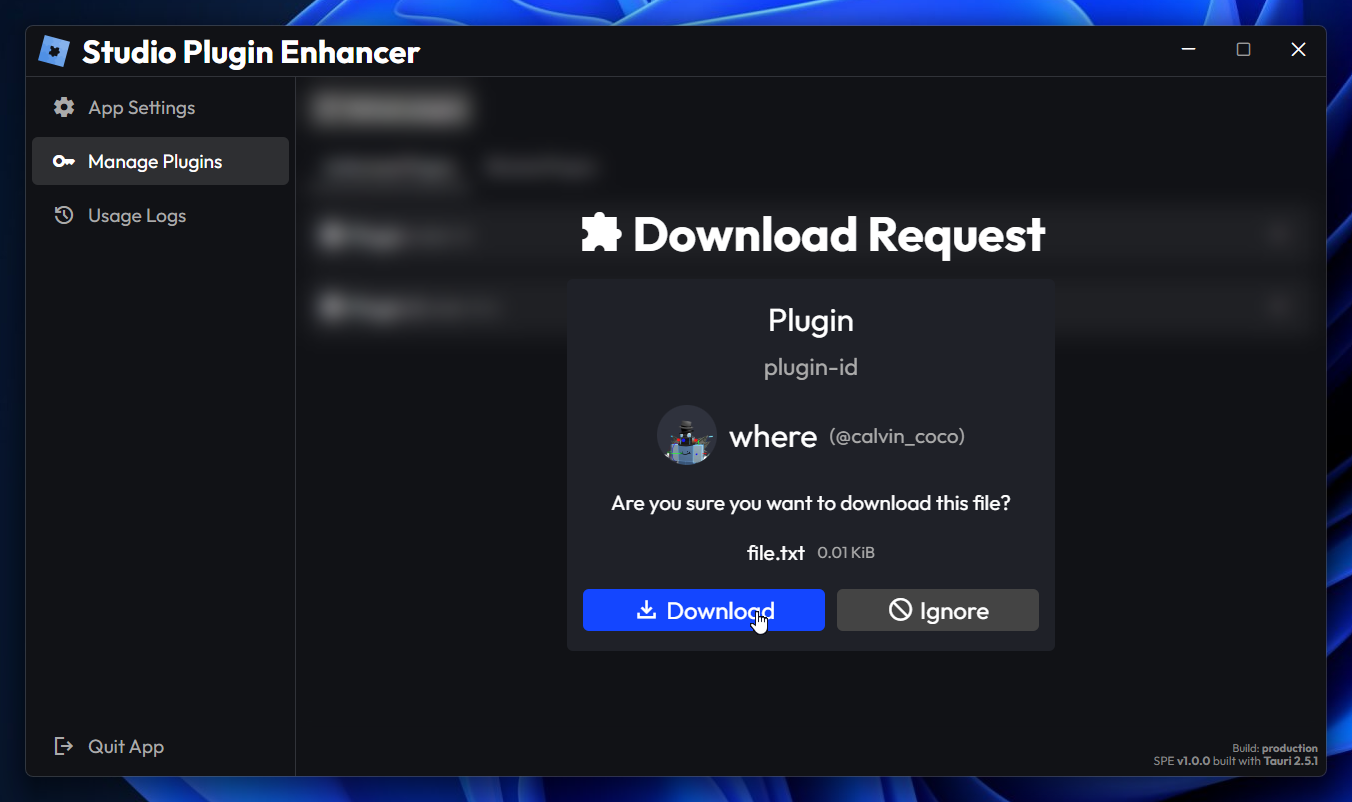 Studio Plugin Enhancer
App Settings
Manage Plugins
Usage Logs
Download Request
Plugin
plugin-id
where (@calvin_coco)
Are you sure you want to download this file?
file.txt 0.01 KiB
Download
Ignore
Quit App
Build: production
SPE v1.0.0 built with Tauri 2.5.1